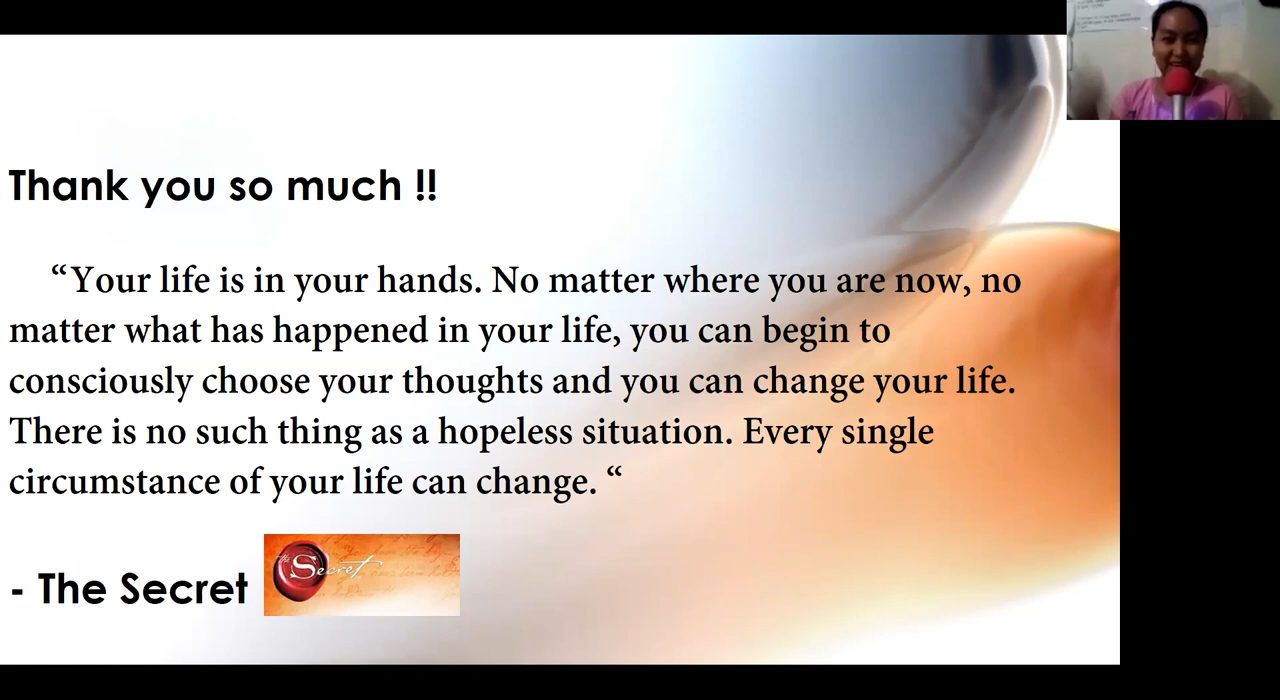 Thank you so much !!
“Your life is in your hands. No matter where you are now, no
matter what has happened in your life, you can begin to
consciously choose your thoughts and you can change your life.
There is no such thing as a hopeless situation. Every single
circumstance of your life can change. “
- The Secret
the Secret